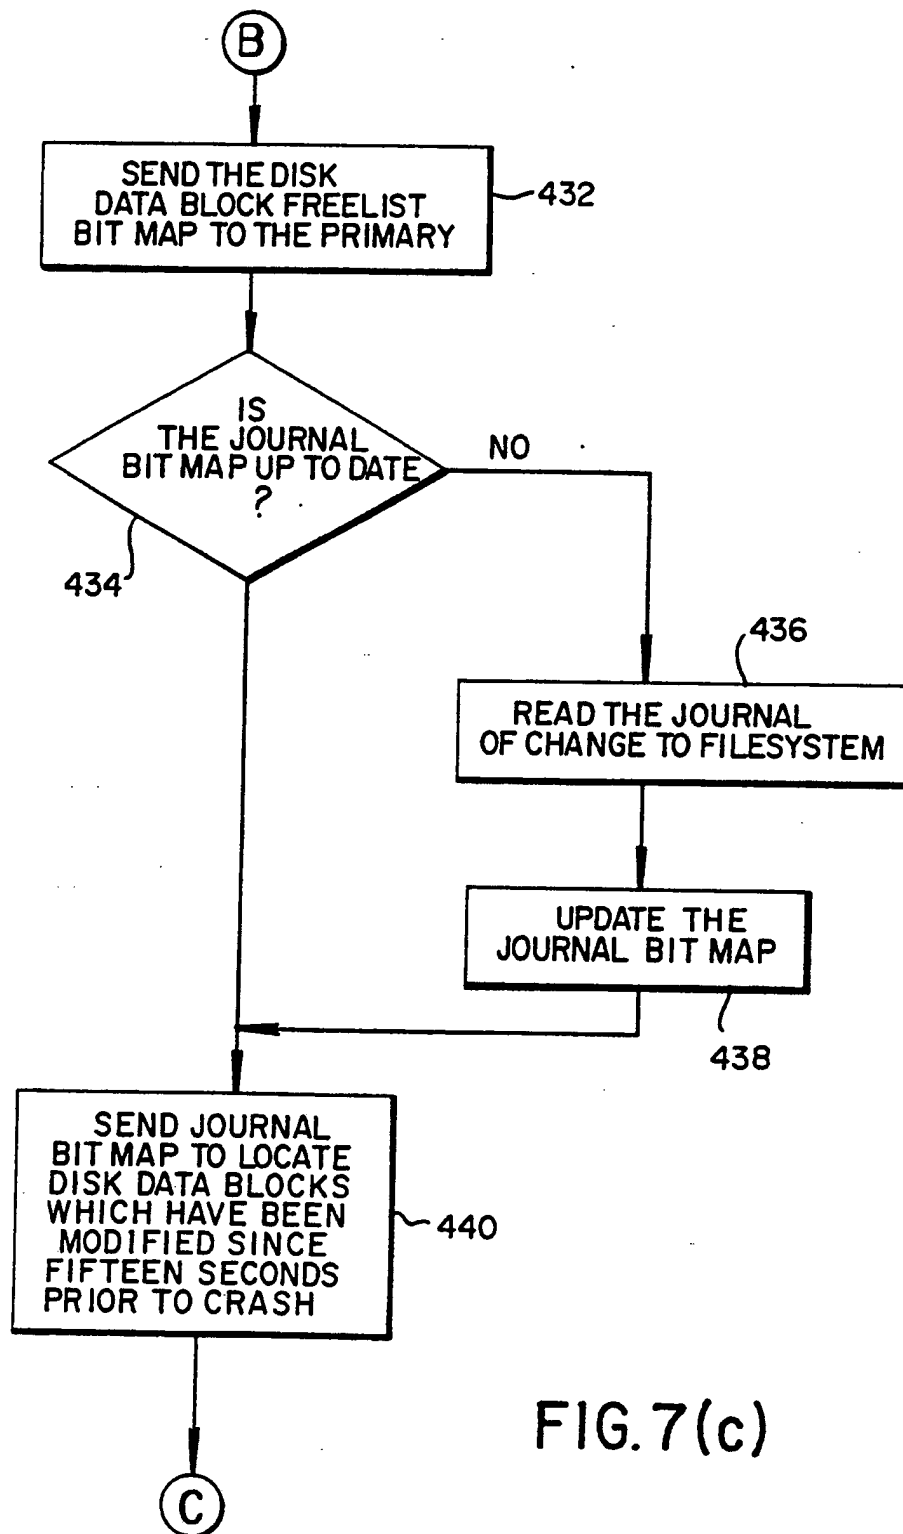 B
SEND THE DISK
DATA BLOCK FREELIST
BIT MAP TO THE PRIMARY
432
IS
THE JOURNAL
BIT MAP UP TO DATE
?
NO
434
436
READ THE JOURNAL
OF CHANGE TO FILESYSTEM
UPDATE THE
JOURNAL BIT MAP
438
SEND JOURNAL
BIT MAP TO LOCATE
DISK DATA BLOCKS
WHICH HAVE BEEN
MODIFIED SINCE
FIFTEEN SECONDS
PRIOR TO CRASH
440
C
FIG. 7(c)